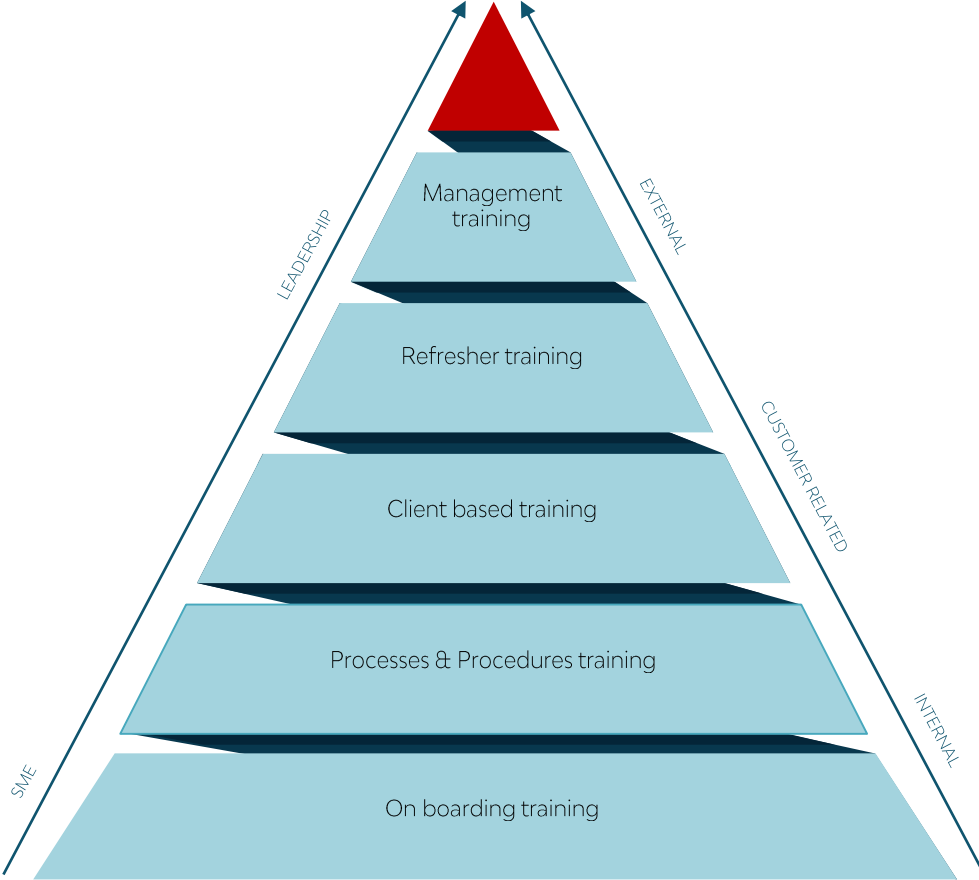 Management
training
EXTERNAL
LEADERSHIP
Refresher training
CUSTOMER RELATED
Client based training
Processes & Procedures training
INTERNAL
SME
On boarding training